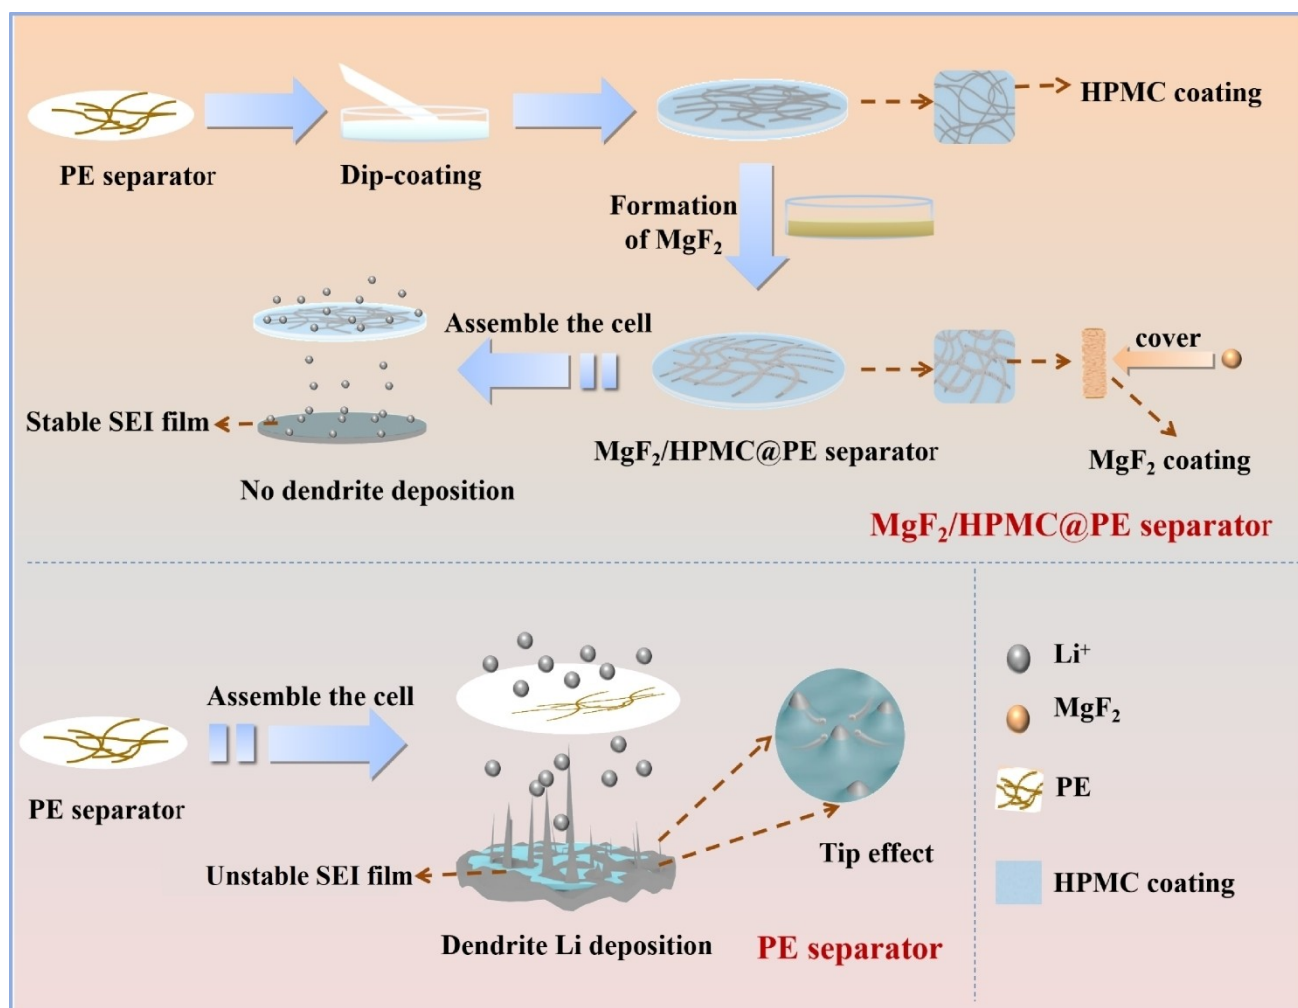 PE separator
Dip-coating
HPMC coating
Formation
of MgF₂
Assemble the cell
cover
Stable SEI film
MgF₂/HPMC@PE separator
MgF₂ coating
No dendrite deposition
MgF₂/HPMC@PE separator
Assemble the cell
PE separator
Unstable SEI film
Tip effect
Dendrite Li deposition
PE separator
Li⁺
MgF₂
PE
HPMC coating